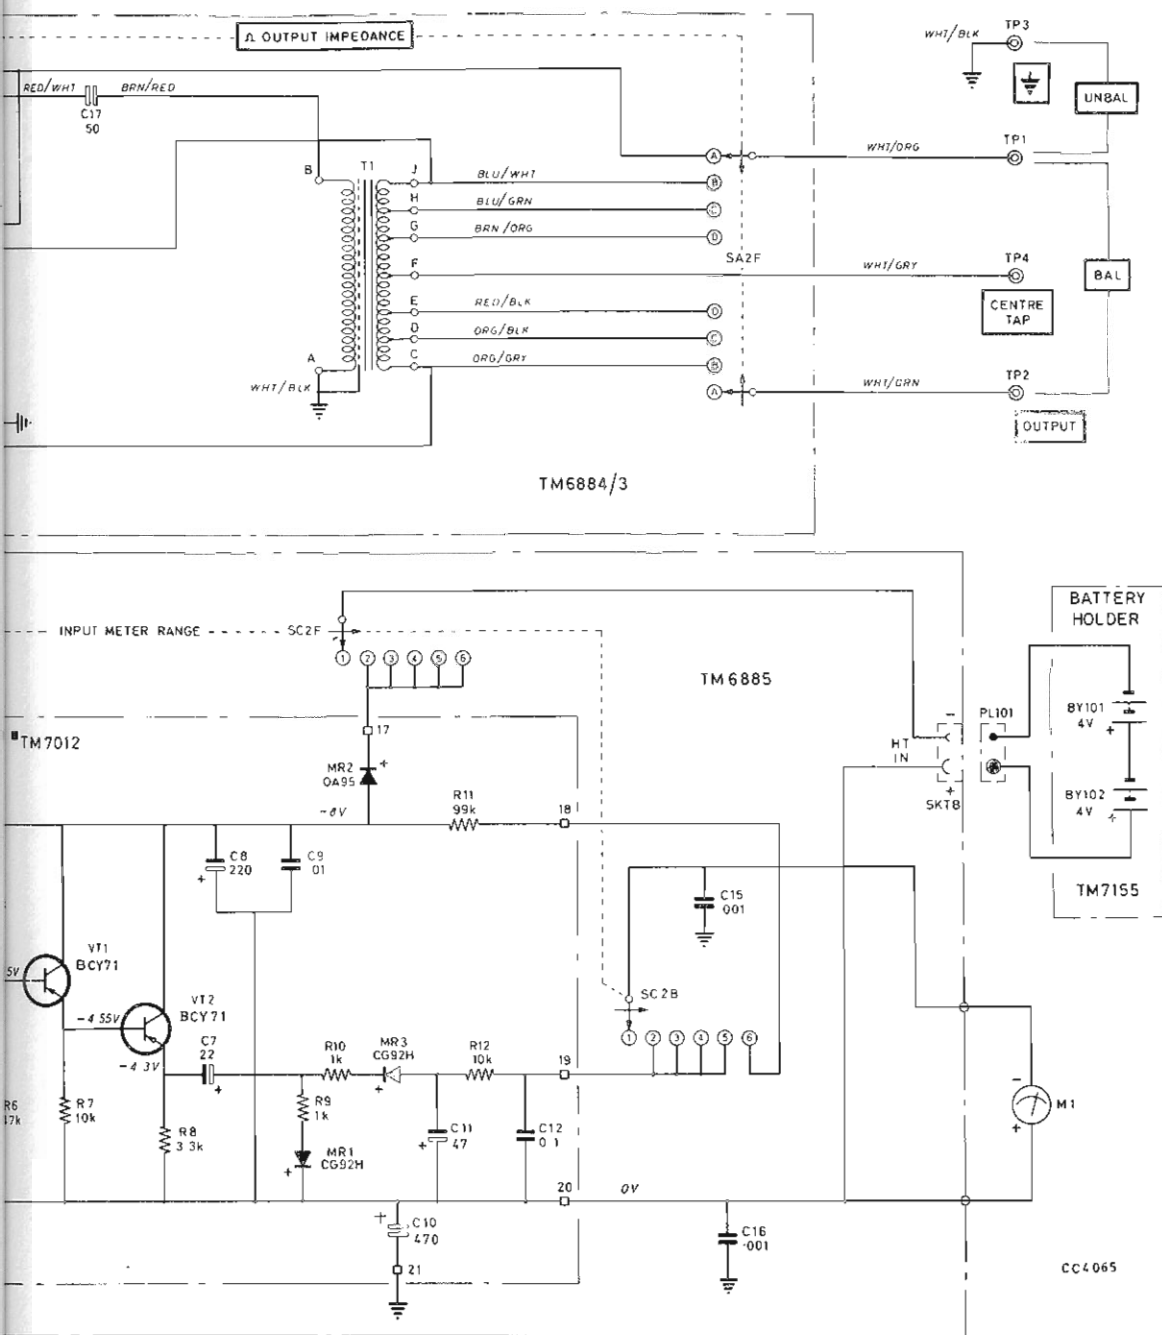 Ω OUTPUT IMPEDANCE
WHT/BLK
TP3
RED/WHT
BRN/RED
C17
50
UNBAL
TP1
WHT/ORG
A
B
T1
J
BLU/WHT
B
H
BLU/GRN
C
G
BRN/ORG
D
SA2F
F
WHT/GRY
TP4
BAL
CENTRE
TAP
E
RED/BLK
D
D
ORG/BLK
C
A
C
ORG/GRY
B
WHT/BLK
A
WHT/GRN
TP2
OUTPUT
TM6884/3
BATTERY
HOLDER
INPUT METER RANGE
SC2F
1 2 3 4 5 6
TM6885
TM7012
17
MR2
OA95
+
-8V
R11
99k
18
HT
IN
-
+
SKT8
PL101
BY101
4V
+
BY102
4V
+
TM7155
C8
220
+
C9
01
C15
001
VT1
BCY71
5V
SC2B
1 2 3 4 5 6
VT2
BCY71
-4 55V
-4 3V
C7
22
+
R10
1k
MR3
CG92H
+
R12
10k
19
R9
1k
R6
47k
R7
10k
R8
3 3k
MR1
CG92H
+
C11
47
+
C12
0 1
-
M1
+
20
0V
C10
470
+
C16
·001
21
CC4065